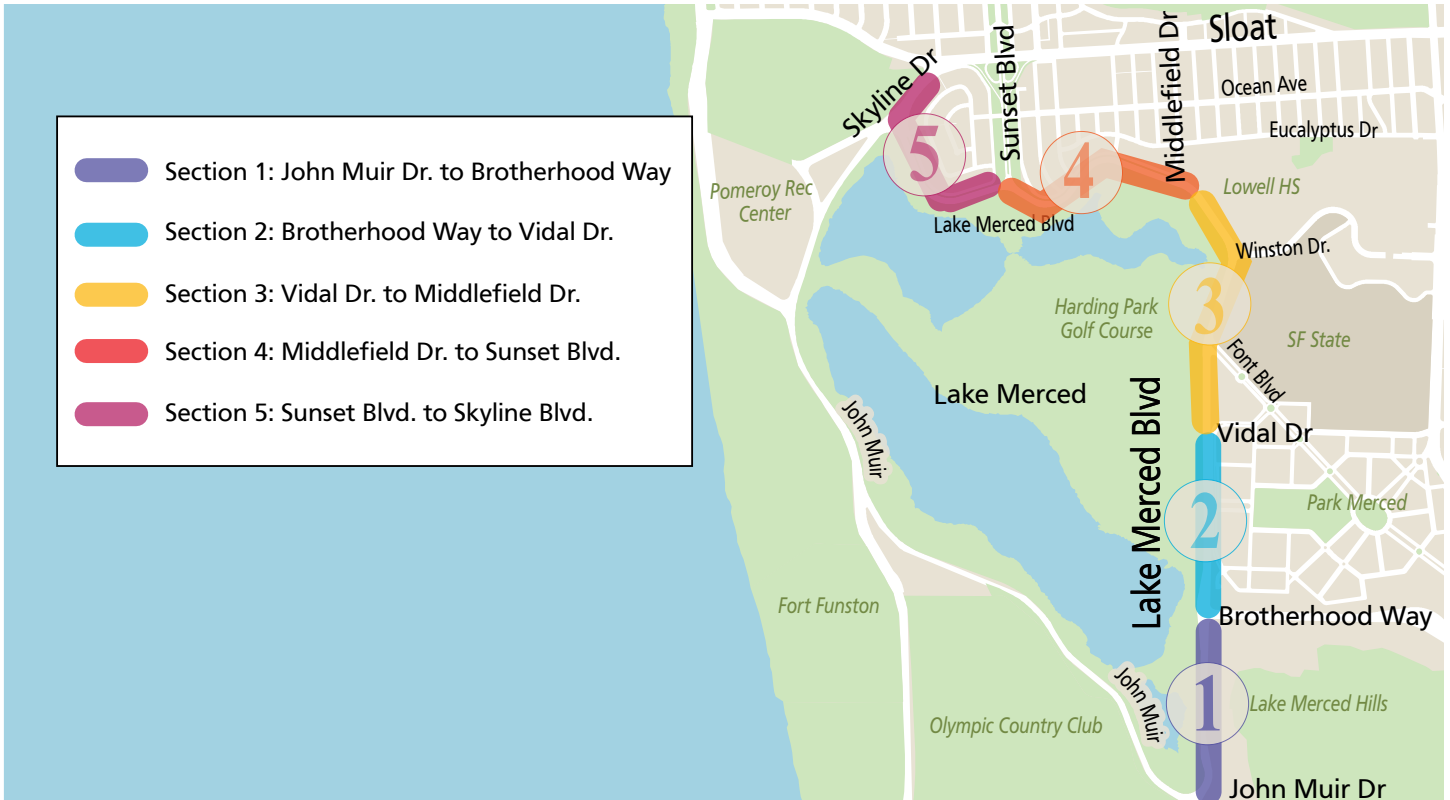 Section 1: John Muir Dr. to Brotherhood Way
Section 2: Brotherhood Way to Vidal Dr.
Section 3: Vidal Dr. to Middlefield Dr.
Section 4: Middlefield Dr. to Sunset Blvd.
Section 5: Sunset Blvd. to Skyline Blvd.
Skyline Dr
Sunset Blvd
Middlefield Dr
Sloat
Ocean Ave
Eucalyptus Dr
5
4
Pomeroy Rec
Center
Lowell HS
Lake Merced Blvd
Winston Dr.
3
Harding Park
Golf Course
SF State
Font Blvd
Lake Merced
John Muir
Lake Merced Blvd
Vidal Dr
2
Park Merced
Fort Funston
Brotherhood Way
John Muir
1
Lake Merced Hills
Olympic Country Club
John Muir Dr